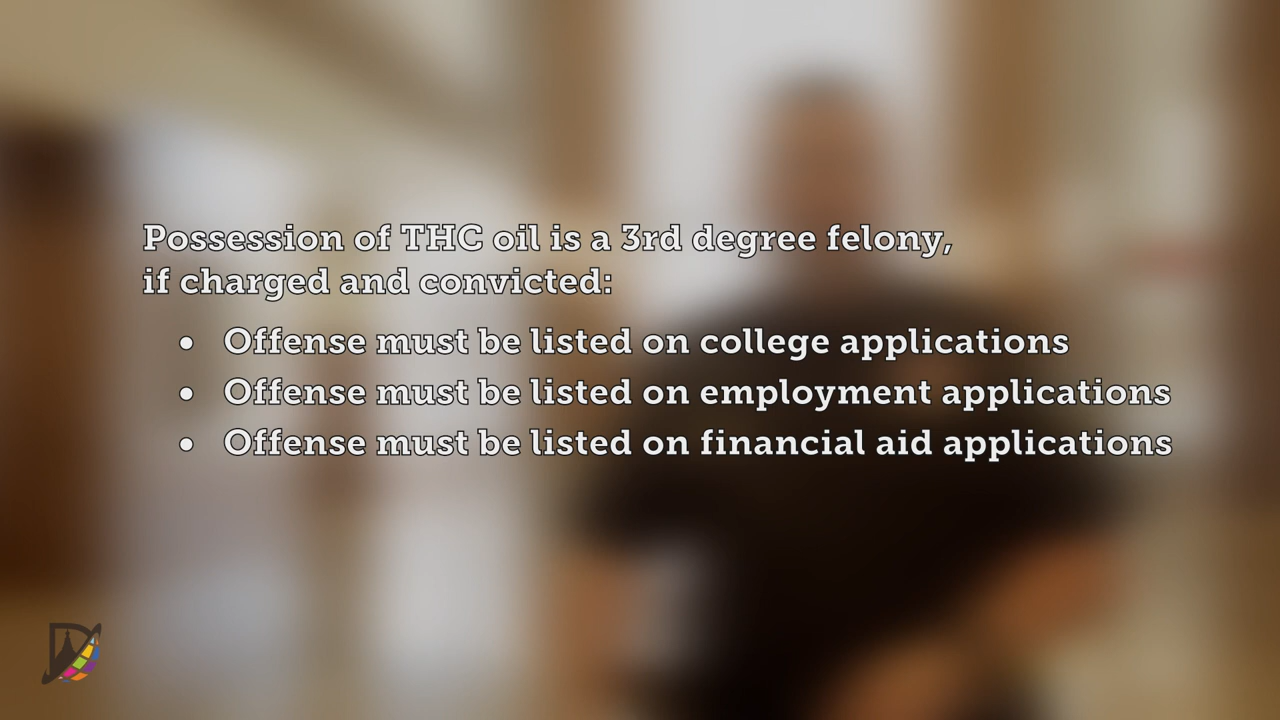 Possession of THC oil is a 3rd degree felony,
if charged and convicted:
• Offense must be listed on college applications
• Offense must be listed on employment applications
• Offense must be listed on financial aid applications